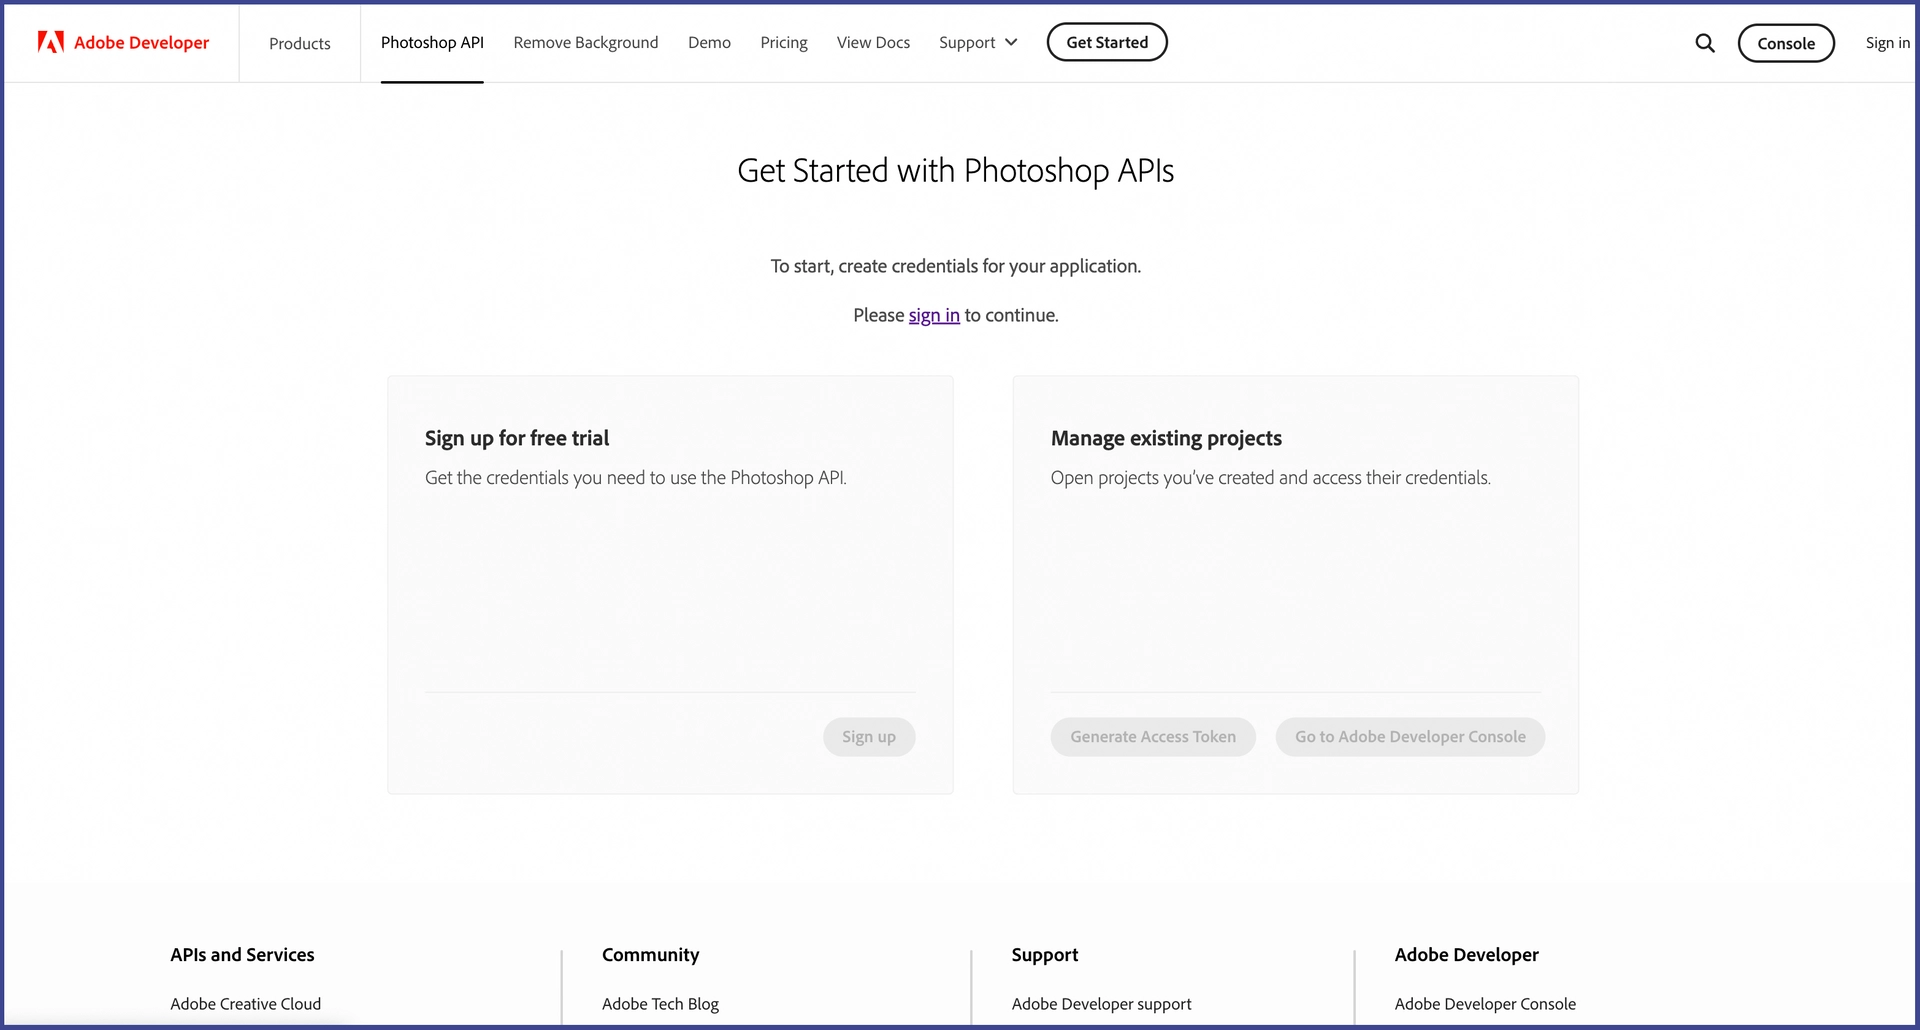 Adobe Developer Products Photoshop API Remove Background Demo Pricing View Docs Support Get Started Console Sign in
Get Started with Photoshop APIs
To start, create credentials for your application.
Please sign in to continue.
Sign up for free trial
Get the credentials you need to use the Photoshop API.
Sign up
Manage existing projects
Open projects you've created and access their credentials.
Generate Access Token Go to Adobe Developer Console
APIs and Services
Adobe Creative Cloud
Community
Adobe Tech Blog
Support
Adobe Developer support
Adobe Developer
Adobe Developer Console